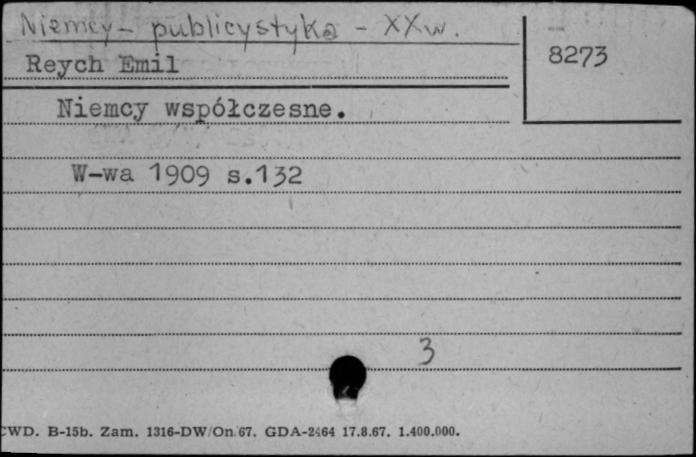 Niemcy - publicystyka - XX w.
8273
Reych Emil
Niemcy współczesne.
W-wa 1909 s.132
3
CWD. B-15b. Zam. 1316-DW/On/67. GDA-2464 17.8.67. 1.400.000.